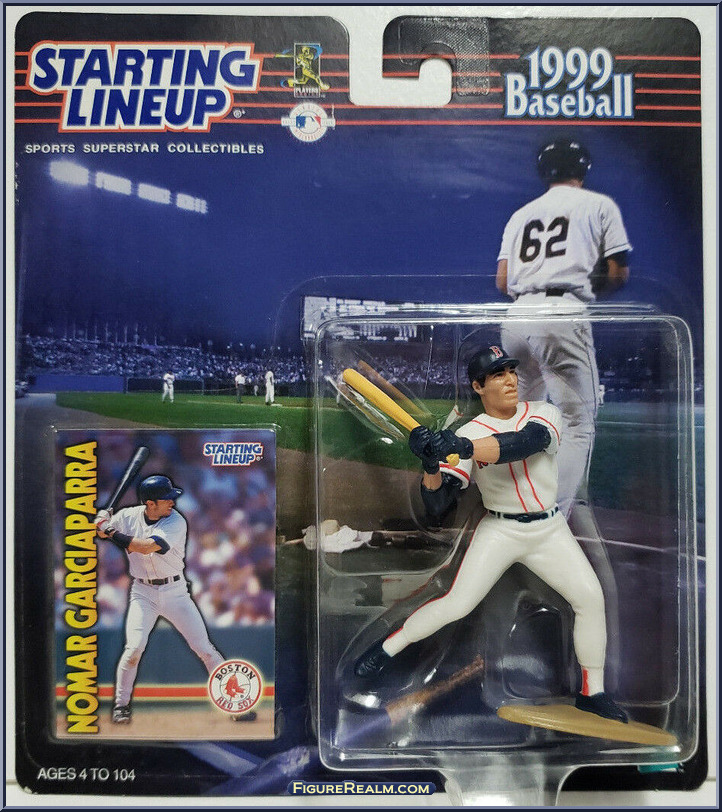 STARTING
LINEUP®
SPORTS SUPERSTAR COLLECTIBLES
1999
Baseball
62
B
STARTING
LINEUP®
NOMAR GARCIAPARRA
BOSTON
RED SOX
AGES 4 TO 104
FIGUREREALM.COM